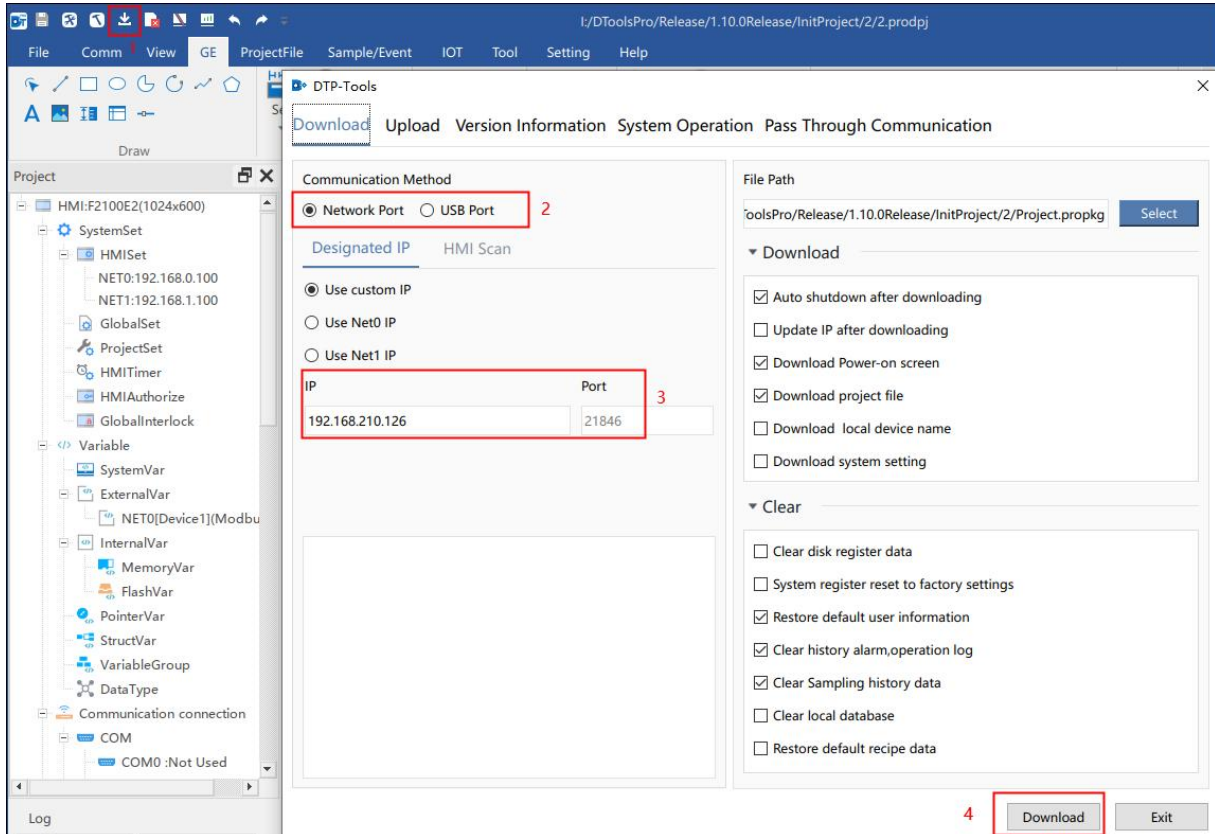 I:/DToolsPro/Release/1.10.0Release/InitProject/2/2.prodpj
1
File Comm View GE ProjectFile Sample/Event IOT Tool Setting Help
Draw
Project
HMI:F2100E2(1024x600)
SystemSet
HMISet
NET0:192.168.0.100
NET1:192.168.1.100
GlobalSet
ProjectSet
HMITimer
HMIAuthorize
GlobalInterlock
Variable
SystemVar
ExternalVar
NET0[Device1](Modbu
InternalVar
MemoryVar
FlashVar
PointerVar
StructVar
VariableGroup
DataType
Communication connection
COM
COM0 :Not Used
Log
DTP-Tools
Download Upload Version Information System Operation Pass Through Communication
Communication Method
Network Port USB Port 2
Designated IP HMI Scan
Use custom IP
Use Net0 IP
Use Net1 IP
IP Port
3
192.168.210.126 21846
File Path
oolsPro/Release/1.10.0Release/InitProject/2/Project.propkg Select
Download
Auto shutdown after downloading
Update IP after downloading
Download Power-on screen
Download project file
Download local device name
Download system setting
Clear
Clear disk register data
System register reset to factory settings
Restore default user information
Clear history alarm,operation log
Clear Sampling history data
Clear local database
Restore default recipe data
4 Download Exit